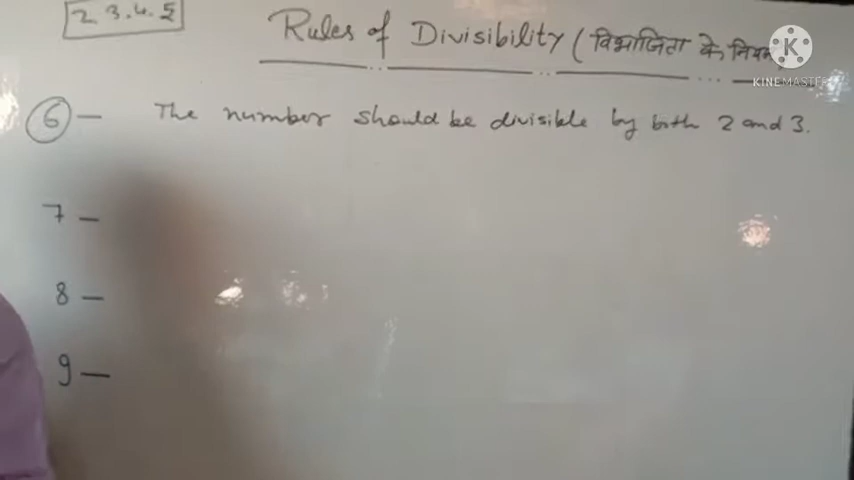 2 3.4.5
Rules of Divisibility (विभाजिता के नियम)
KINEMASTER
6 — The number should be divisible by both 2 and 3.
7 —
8 —
9 —